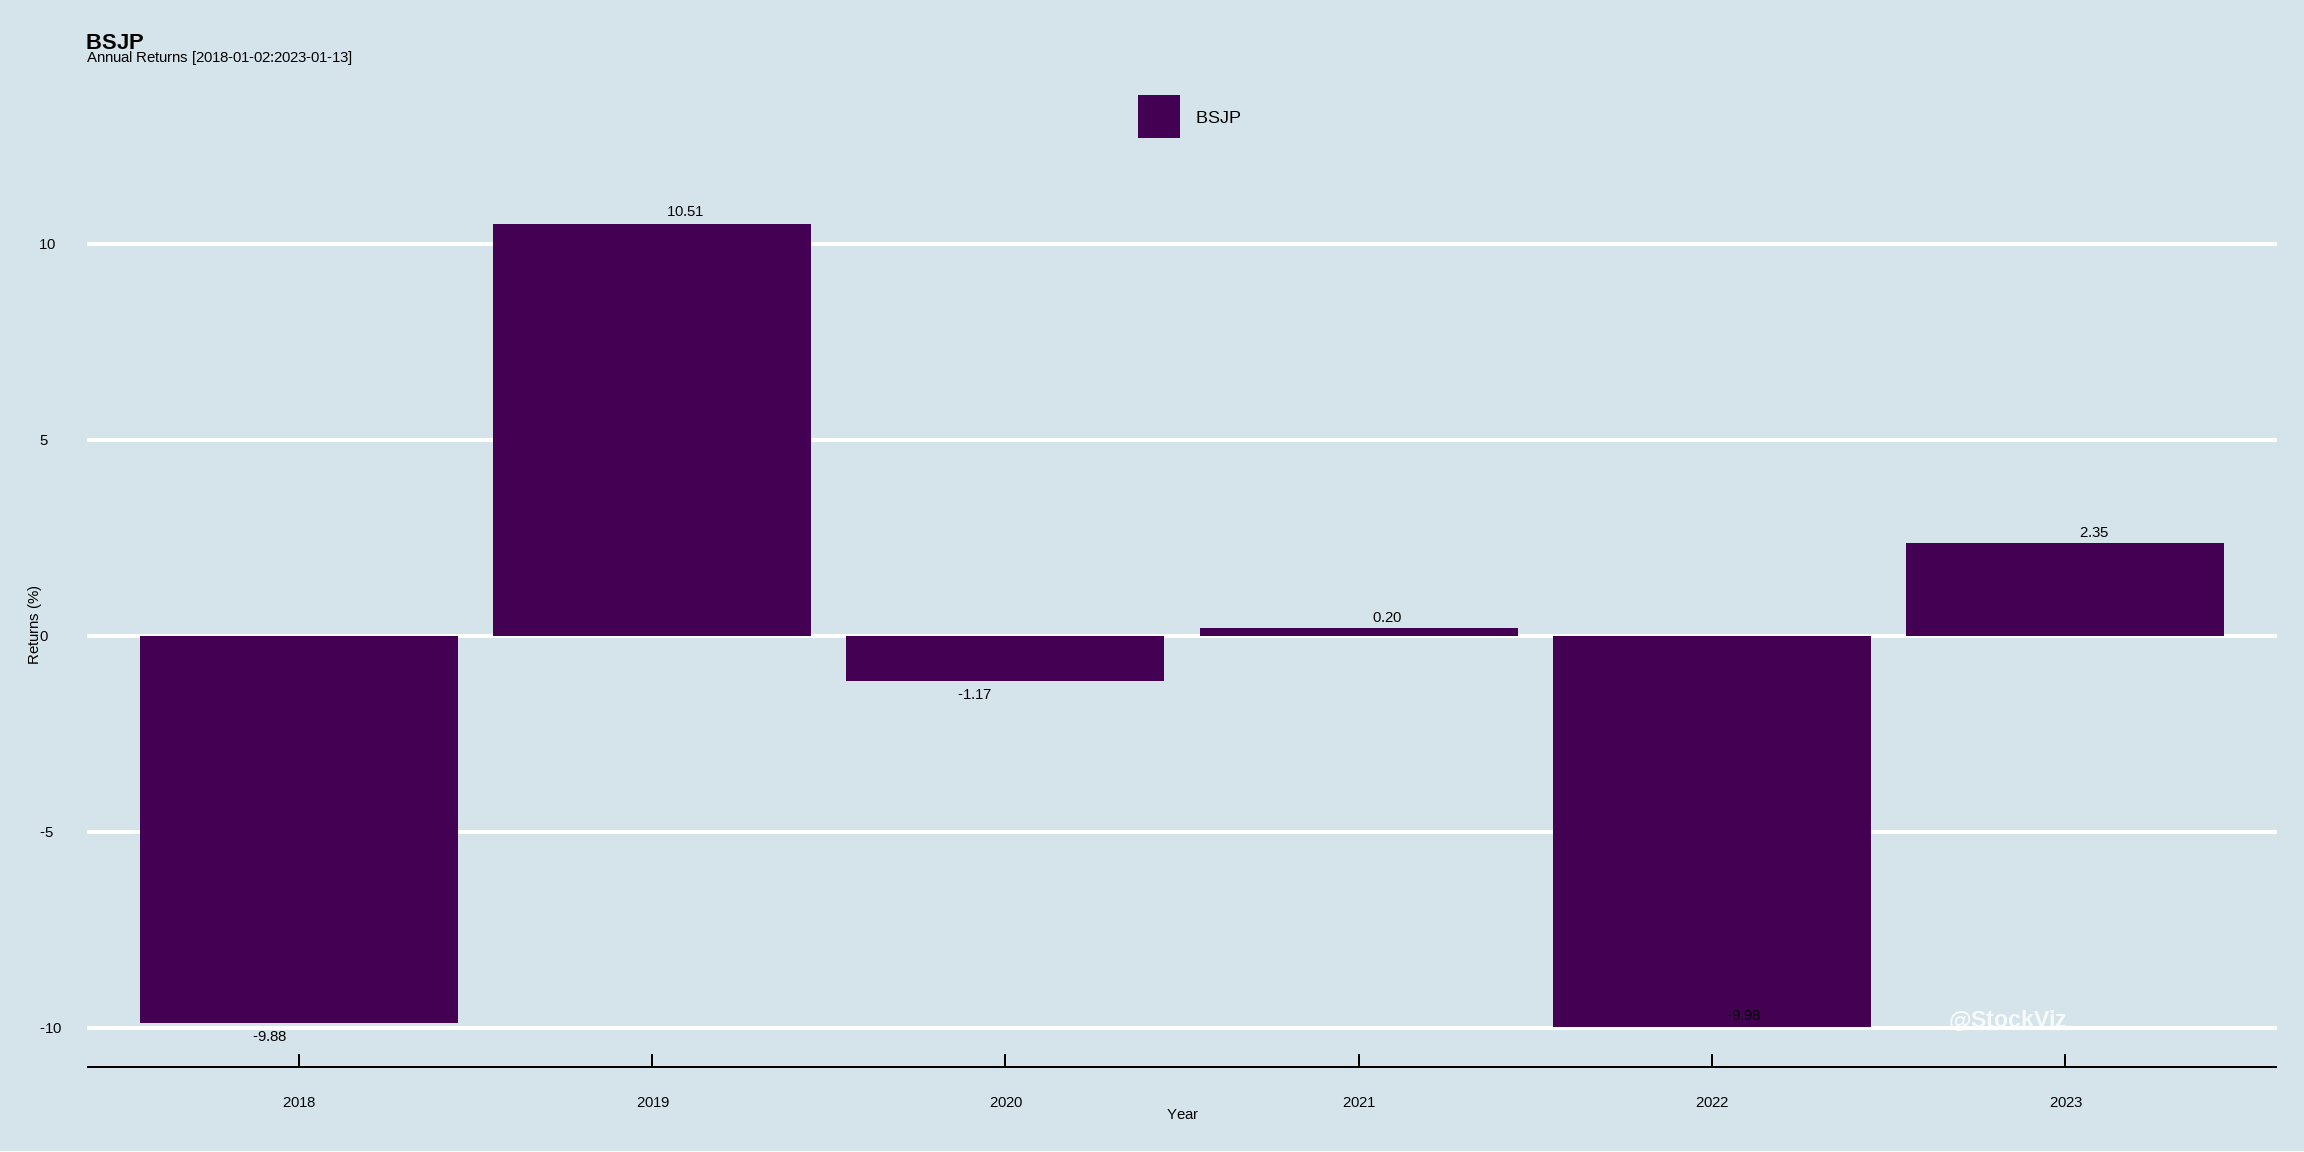 BSJP
Annual Returns [2018-01-02:2023-01-13]
BSJP
10.51
10
5
2.35
0.20
Returns (%)
0
-1.17
-5
-9.98
@StockViz
-10
-9.88
2018 2019 2020 2021 2022 2023
Year